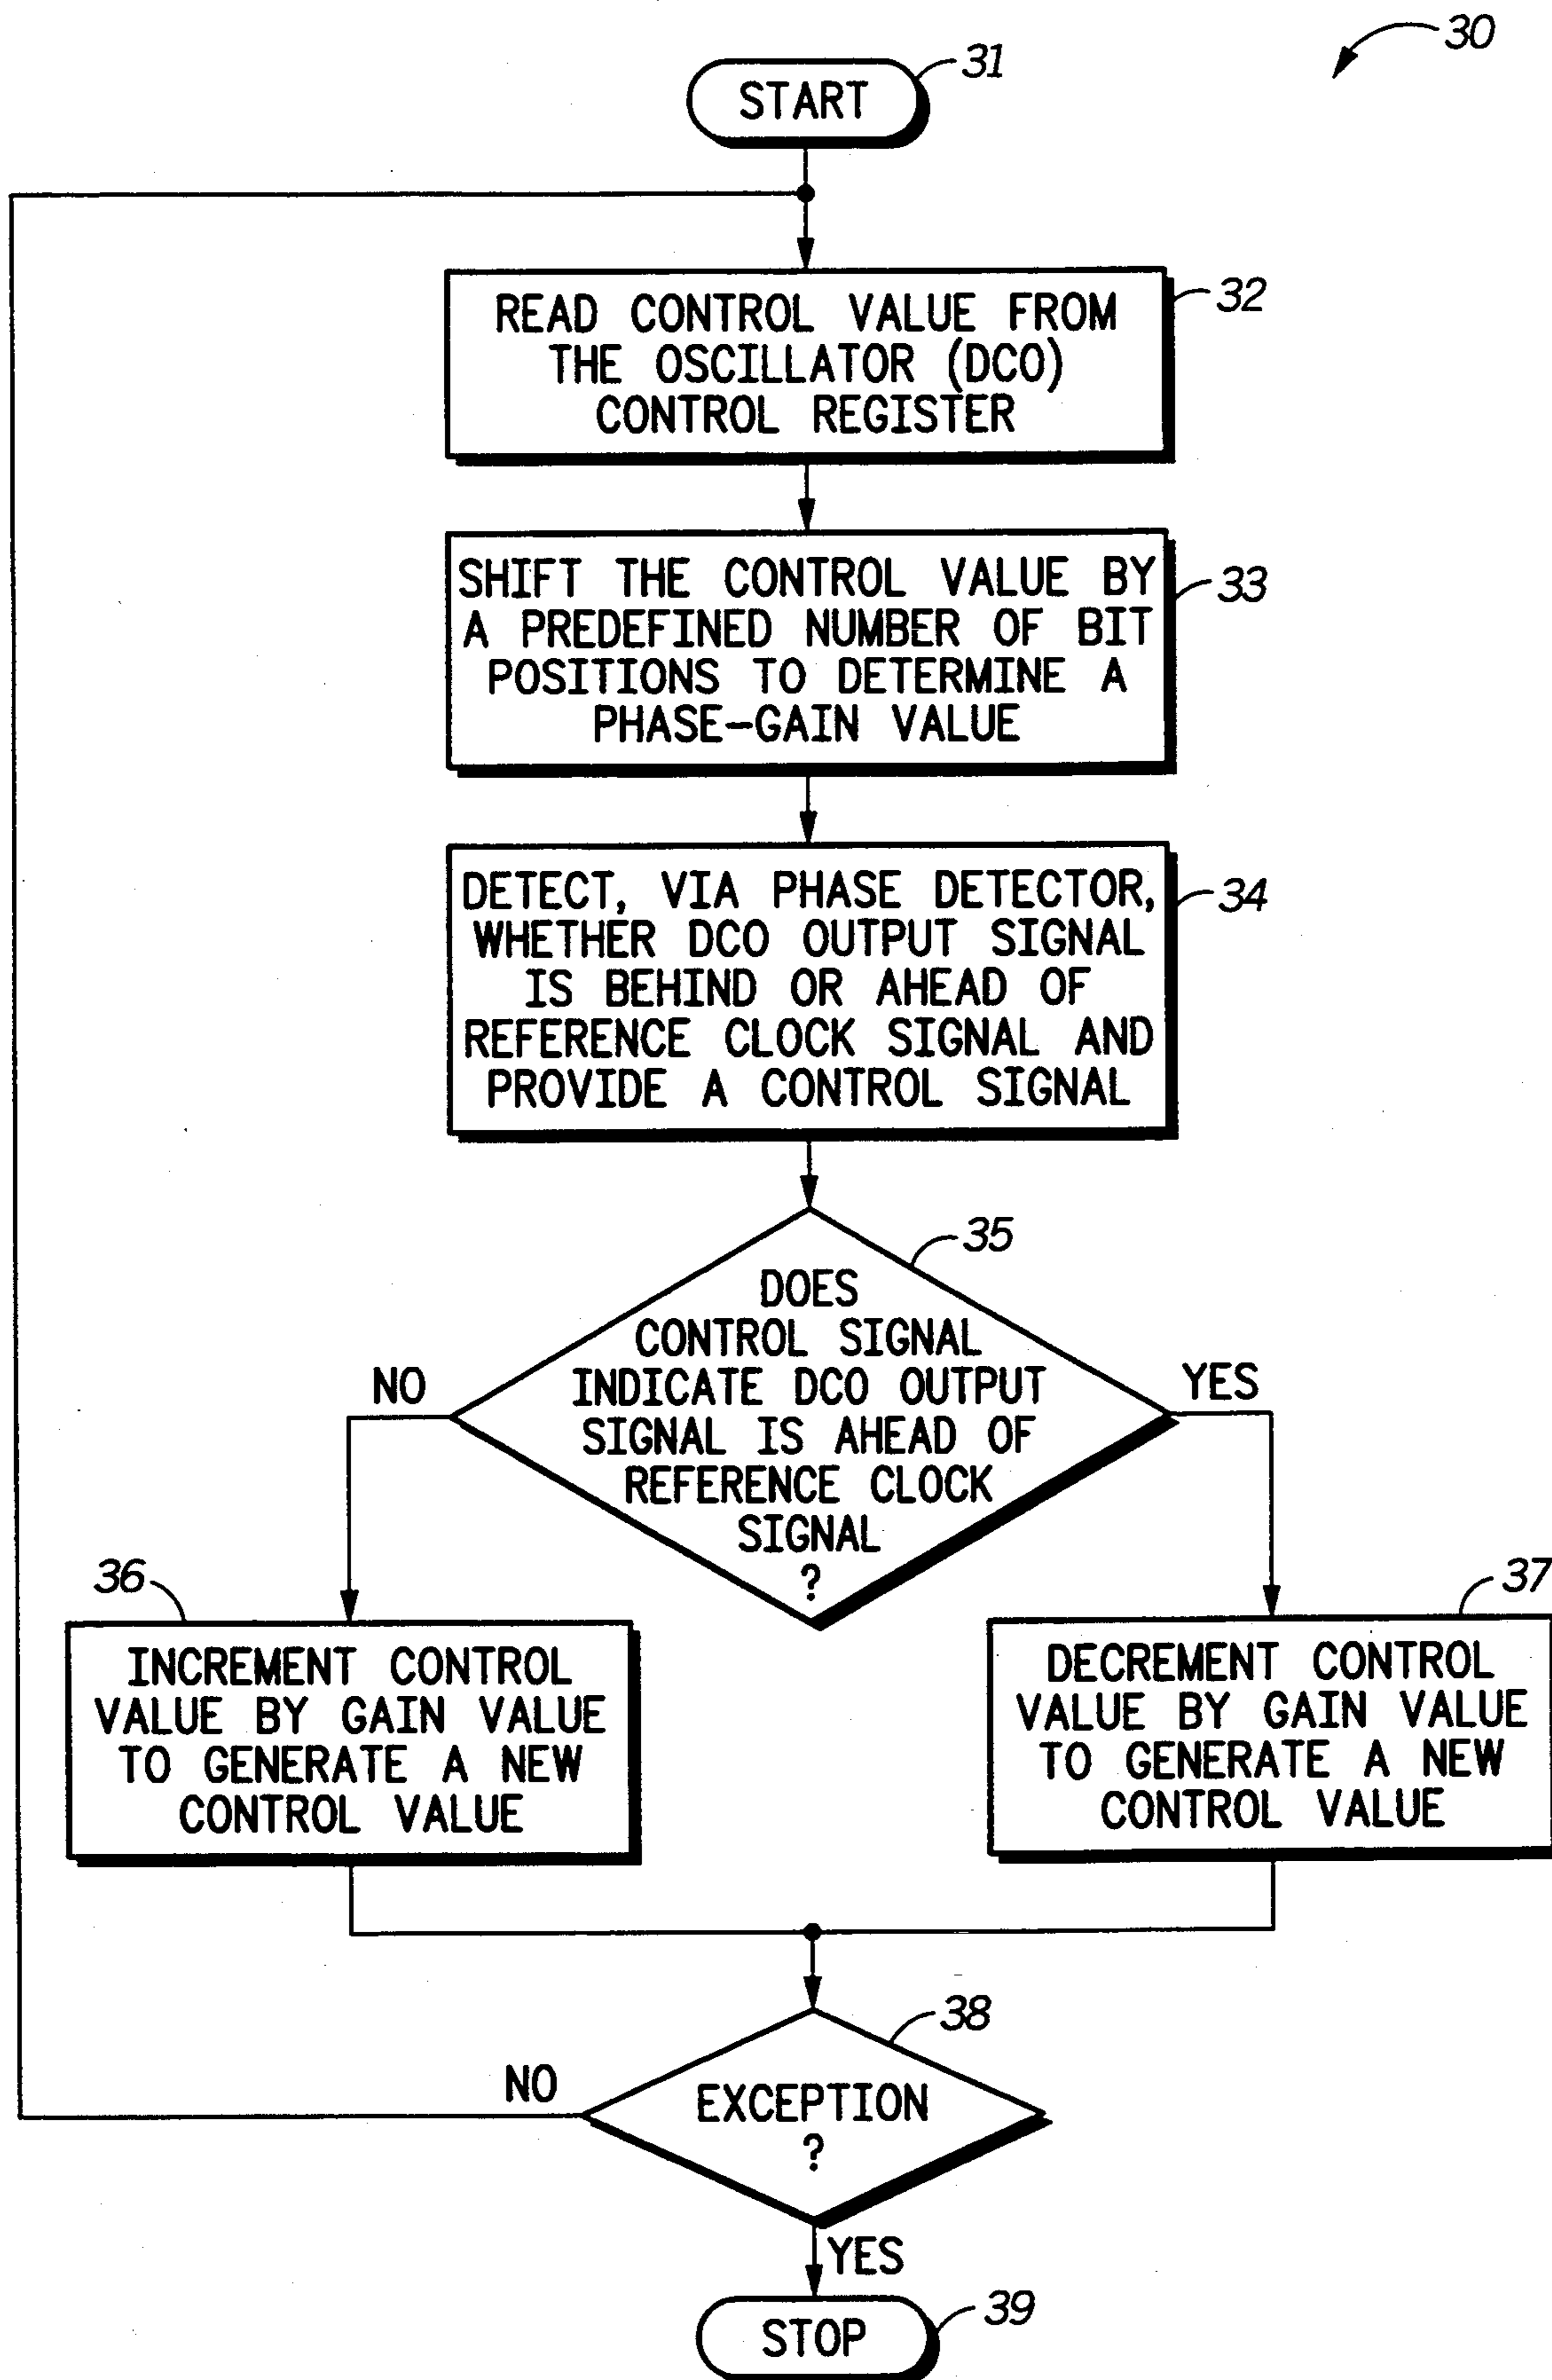 30
START
31
READ CONTROL VALUE FROM
THE OSCILLATOR (DCO)
CONTROL REGISTER
32
SHIFT THE CONTROL VALUE BY
A PREDEFINED NUMBER OF BIT
POSITIONS TO DETERMINE A
PHASE-GAIN VALUE
33
DETECT, VIA PHASE DETECTOR,
WHETHER DCO OUTPUT SIGNAL
IS BEHIND OR AHEAD OF
REFERENCE CLOCK SIGNAL AND
PROVIDE A CONTROL SIGNAL
34
DOES
CONTROL SIGNAL
INDICATE DCO OUTPUT
SIGNAL IS AHEAD OF
REFERENCE CLOCK
SIGNAL
?
35
NO
YES
36
INCREMENT CONTROL
VALUE BY GAIN VALUE
TO GENERATE A NEW
CONTROL VALUE
37
DECREMENT CONTROL
VALUE BY GAIN VALUE
TO GENERATE A NEW
CONTROL VALUE
38
EXCEPTION
?
NO
YES
STOP
39